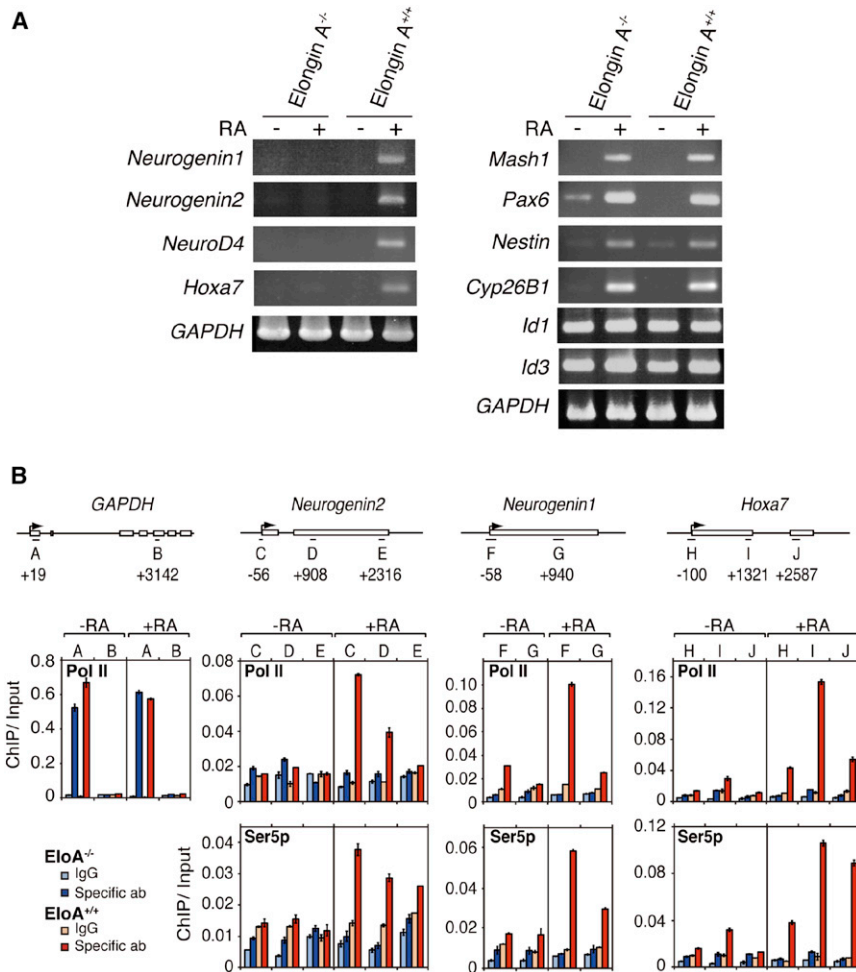 A
Elongin A-/-
Elongin A+/+
RA - + - +
Neurogenin1
Neurogenin2
NeuroD4
Hoxa7
GAPDH
Elongin A-/-
Elongin A+/+
RA - + - +
Mash1
Pax6
Nestin
Cyp26B1
Id1
Id3
GAPDH
B
GAPDH
A B
+19 +3142
Neurogenin2
C D E
-56 +908 +2316
Neurogenin1
F G
-58 +940
Hoxa7
H I J
-100 +1321 +2587
-RA +RA
A B A B
Pol II
ChIP/ Input
0.8
0.6
0.4
0.2
0
-RA +RA
C D E C D E
Pol II
0.08
0.06
0.04
0.02
0
-RA +RA
F G F G
Pol II
0.10
0.08
0.06
0.04
0.02
0
-RA +RA
H I J H I J
Pol II
0.16
0.12
0.08
0.04
0
EloA-/-
IgG
Specific ab
EloA+/+
IgG
Specific ab
Ser5p
ChIP/ Input
0.04
0.03
0.02
0.01
0
Ser5p
0.06
0.04
0.02
0
Ser5p
0.12
0.08
0.04
0